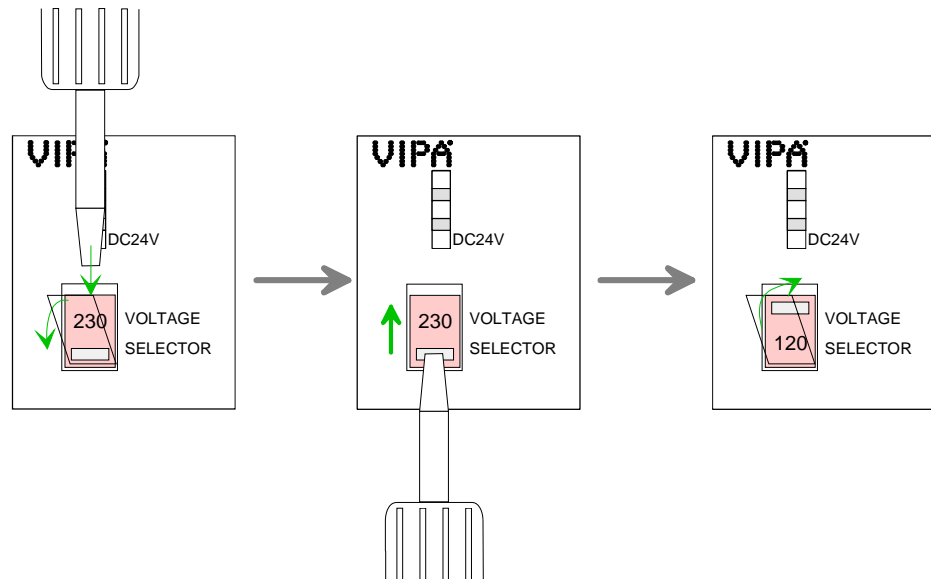 VIPA
DC24V
230
VOLTAGE
SELECTOR
VIPA
DC24V
230
VOLTAGE
SELECTOR
VIPA
DC24V
VOLTAGE
120
SELECTOR